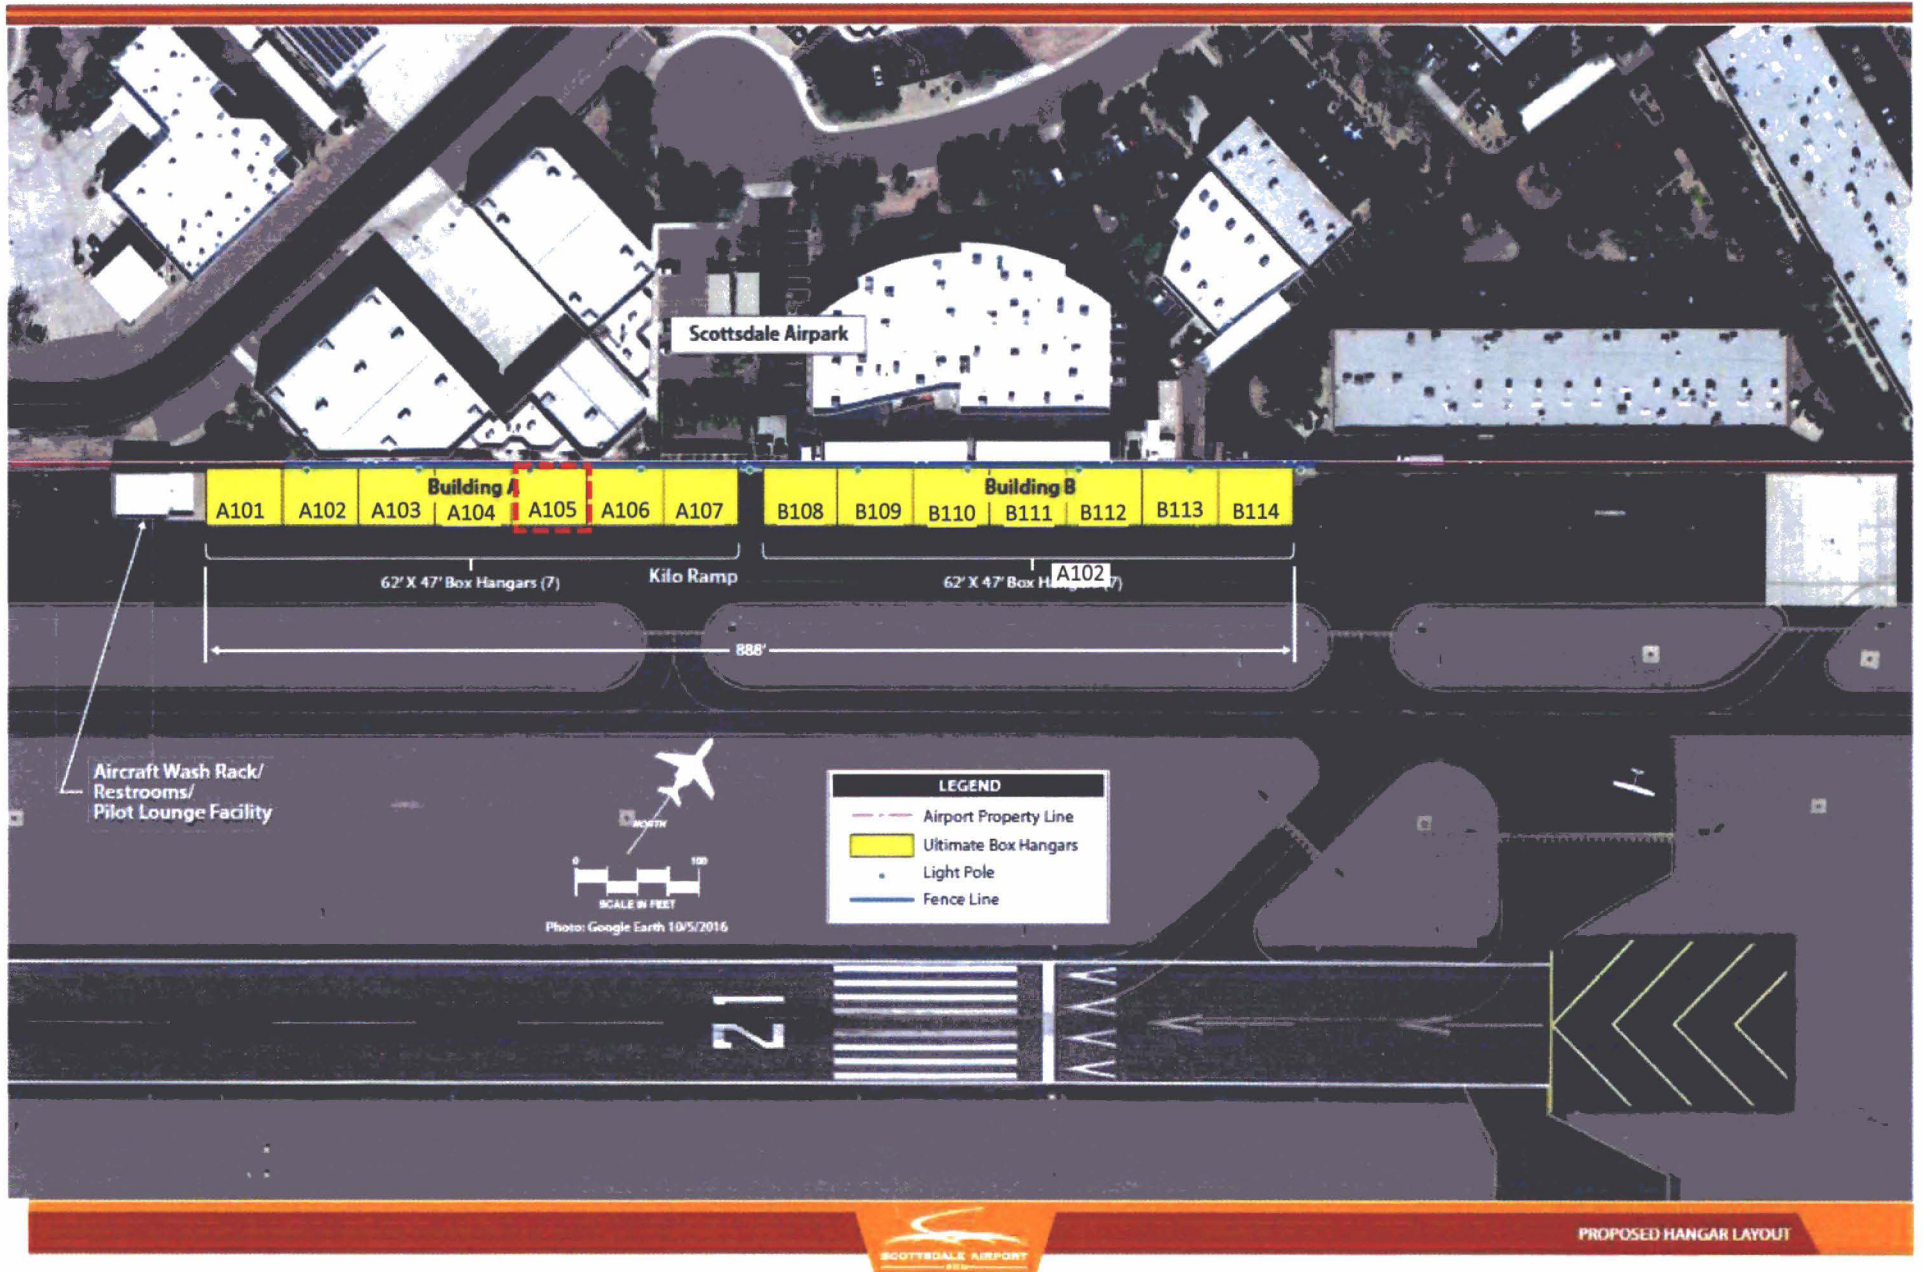 Scottsdale Airpark
Building A
A101
A102
A103
A104
A105
A106
A107
Building B
B108
B109
B110
B111
B112
B113
B114
62' X 47' Box Hangars (7)
Kilo Ramp
62' X 47' Box
A102
7)
888'
Aircraft Wash Rack/
Restrooms/
Pilot Lounge Facility
NORTH
0
100
SCALE IN FEET
Photo: Google Earth 10/5/2016
LEGEND
Airport Property Line
Ultimate Box Hangars
Light Pole
Fence Line
21
PROPOSED HANGAR LAYOUT
SCOTTSDALE AIRPORT